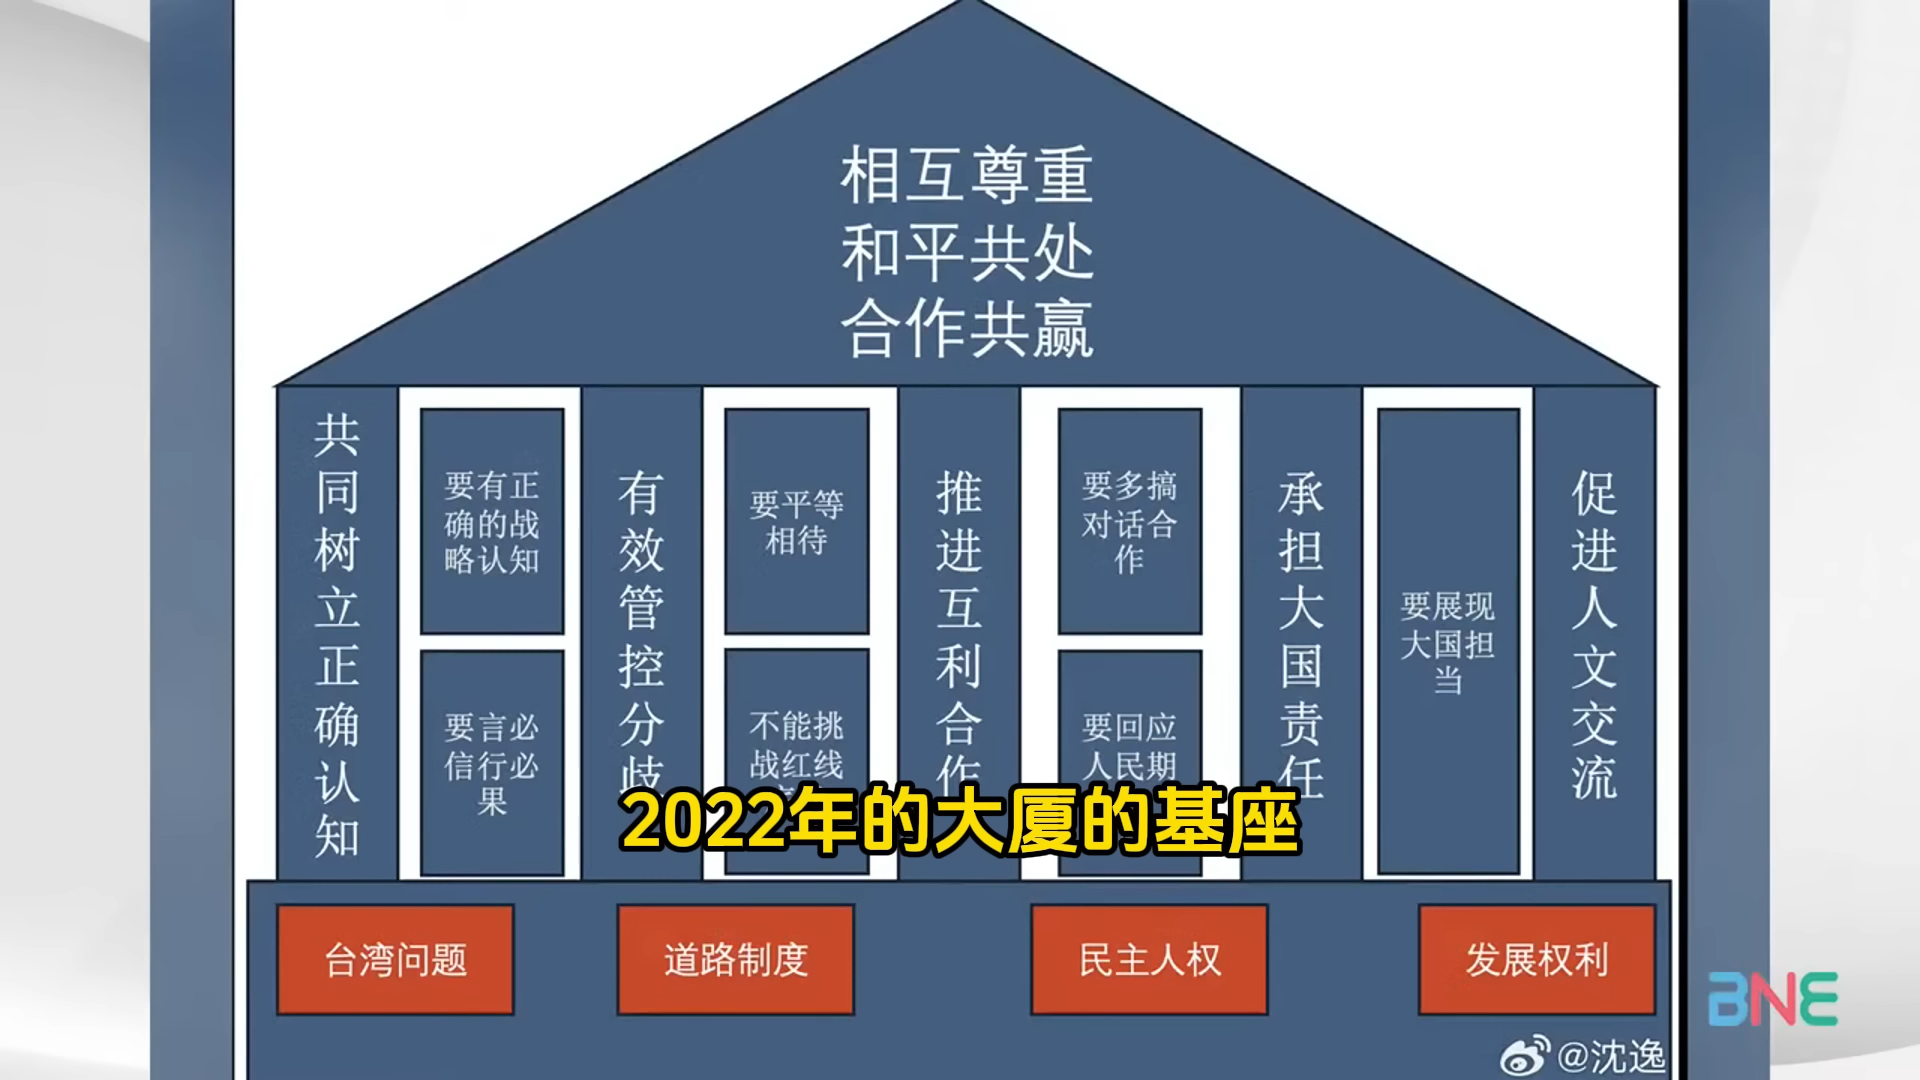 相互尊重
和平共处
合作共赢
共同树立正确认知
要有正
确的战
略认知
要言必
信行必
果
有效管控分歧
要平等
相待
不能挑
战红线
推进互利合作
要多搞
对话合
作
要回应
人民期
承担大国责任
要展现
大国担
当
促进人文交流
2022年的大厦的基座
台湾问题
道路制度
民主人权
发展权利
BNE
@沈逸